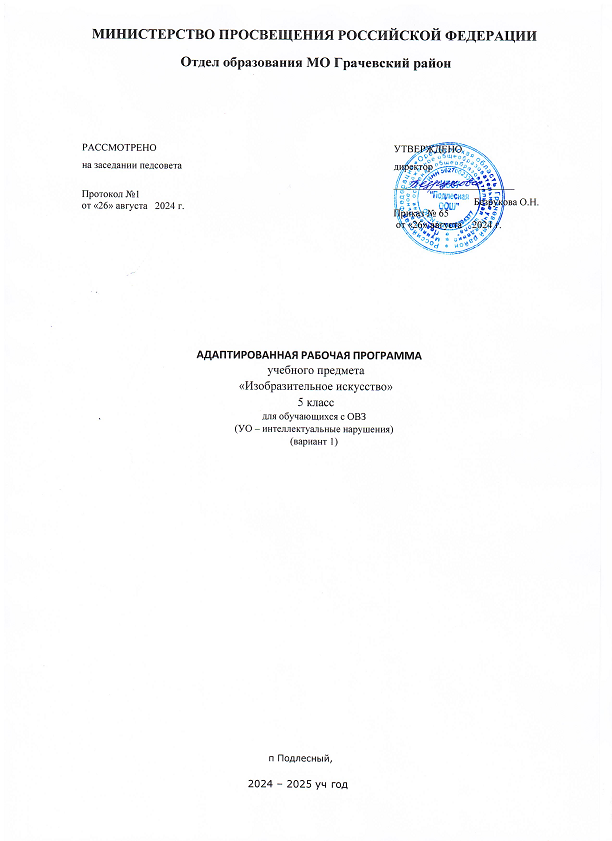 МИНИСТЕРСТВО ПРОСВЕЩЕНИЯ РОССИЙСКОЙ ФЕДЕРАЦИИ
Отдел образования МО Грачевский район
РАССМОТРЕНО
на заседании педсовета
Протокол №1
от «26» августа 2024 г.
УТВЕРЖДЕНО
директор
"Подлесная
ООШ"
О.Н.
Приказ № 65
от «26» августа 2024 г.
АДАПТИРОВАННАЯ РАБОЧАЯ ПРОГРАММА
учебного предмета
«Изобразительное искусство»
5 класс
для обучающихся с ОВЗ
(УО – интеллектуальные нарушения)
(вариант 1)
п Подлесный,
2024 – 2025 уч год